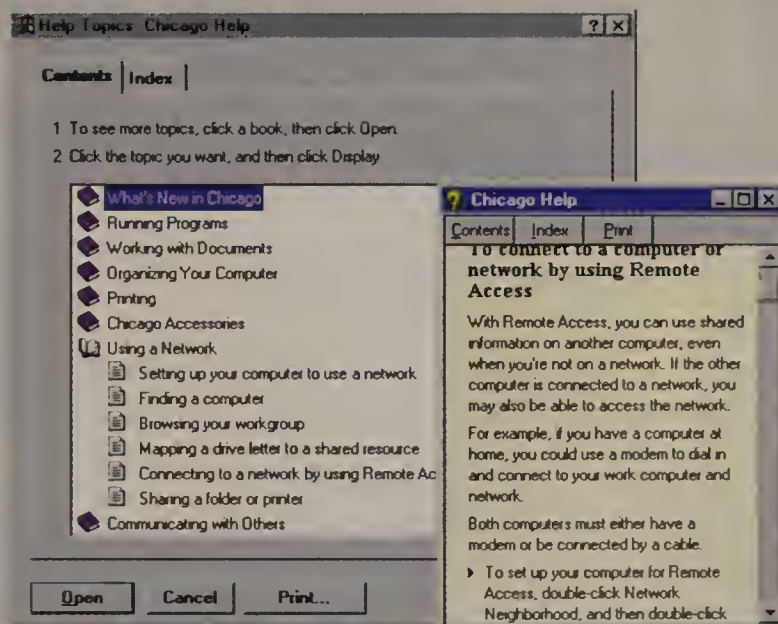 Help Topics Chicago Help
Contents Index
1 To see more topics, click a book, then click Open
2 Click the topic you want, and then click Display
What's New in Chicago
Running Programs
Working with Documents
Organizing Your Computer
Printing
Chicago Accessories
Using a Network
Setting up your computer to use a network
Finding a computer
Browsing your workgroup
Mapping a drive letter to a shared resource
Connecting to a network by using Remote Ac
Sharing a folder or printer
Communicating with Others
Open Cancel Print...
Chicago Help
Contents Index Print
To connect to a computer or
network by using Remote
Access
With Remote Access, you can use shared
information on another computer, even
when you're not on a network. If the other
computer is connected to a network, you
may also be able to access the network.
For example, if you have a computer at
home, you could use a modem to dial in
and connect to your work computer and
network.
Both computers must either have a
modem or be connected by a cable.
To set up your computer for Remote
Access, double-click Network
Neighborhood, and then double-click